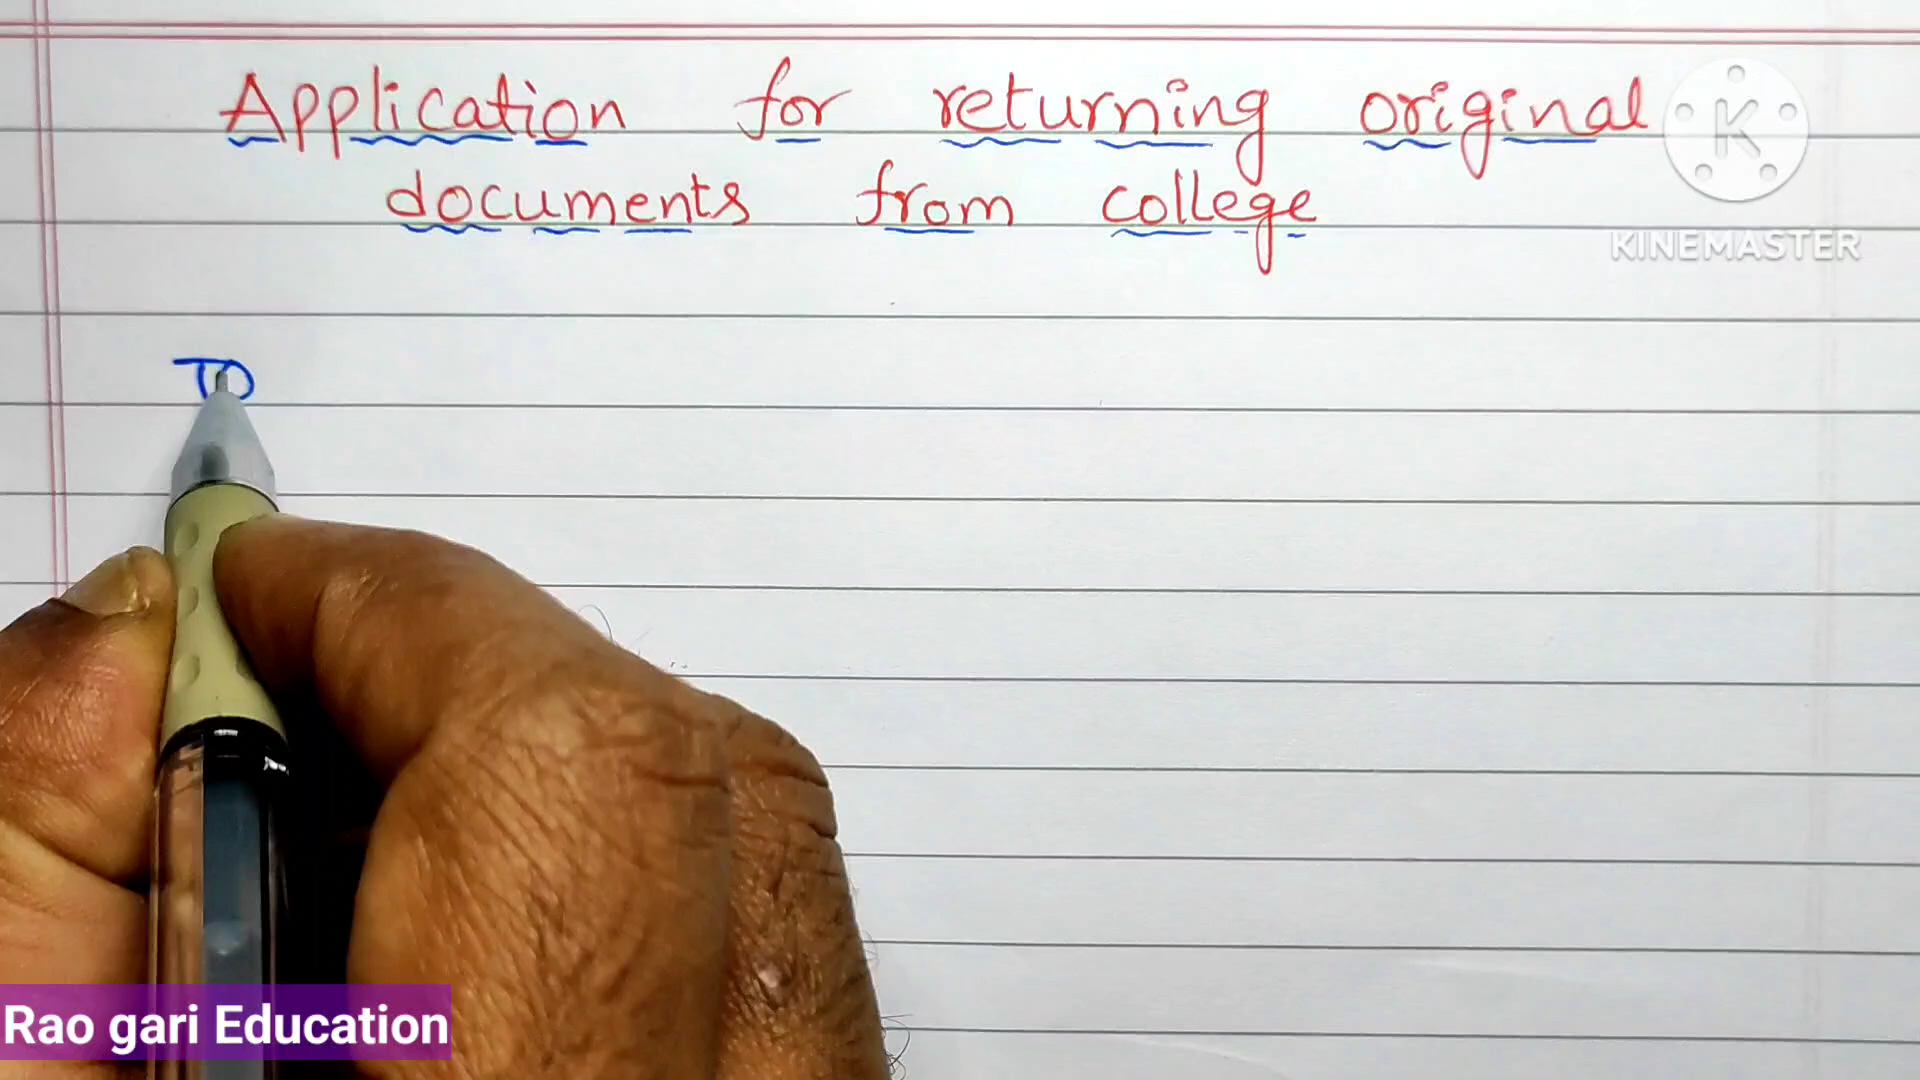 Application for returning original
documents from college
KINEMASTER
To
Rao gari Education